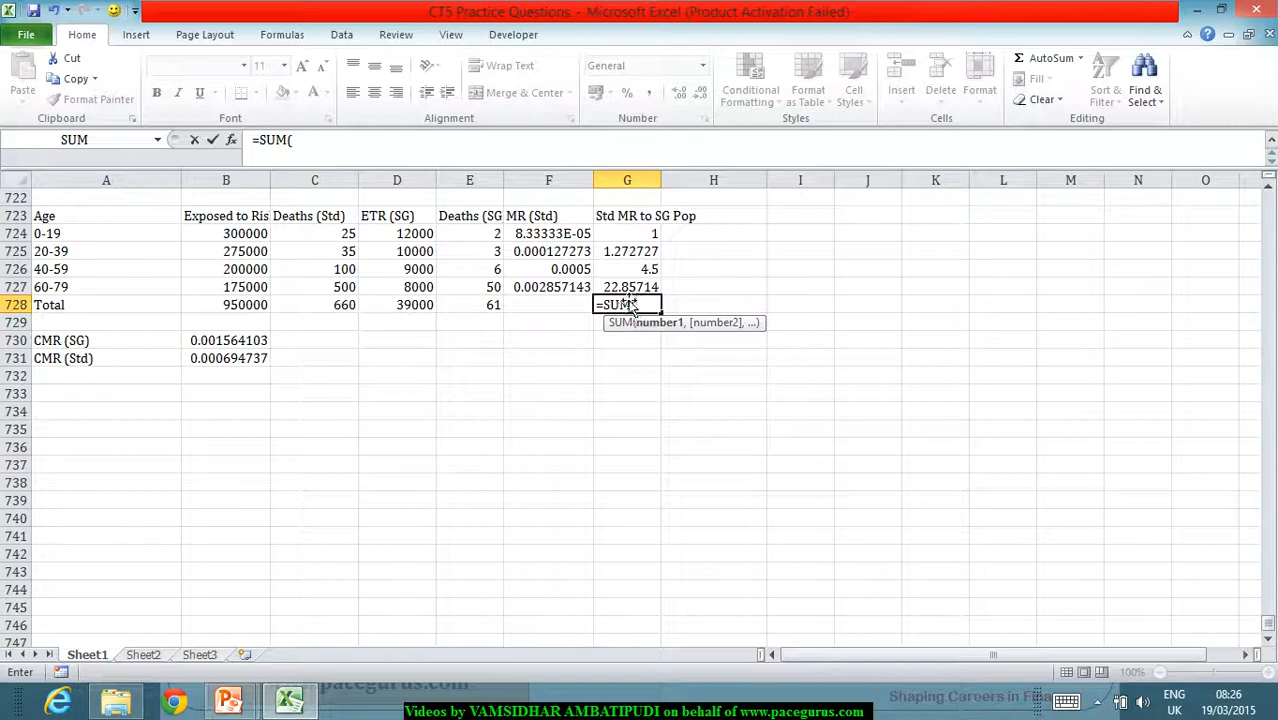 CT5 Practice Questions - Microsoft Excel (Product Activation Failed)
File Home Insert Page Layout Formulas Data Review View Developer
Paste Cut Copy Format Painter Clipboard
11 A A B I U A Font
Wrap Text Merge & Center Alignment
General % , Number
Conditional Formatting Format as Table Cell Styles Styles
Insert Delete Format Cells
Σ AutoSum Fill Clear Sort & Filter Find & Select Editing
SUM fx =SUM(
A B C D E F G H I J K L M N O
722
723 Age Exposed to Ris Deaths (Std) ETR (SG) Deaths (SG MR (Std) Std MR to SG Pop
724 0-19 300000 25 12000 2 8.33333E-05 1
725 20-39 275000 35 10000 3 0.000127273 1.272727
726 40-59 200000 100 9000 6 0.0005 4.5
727 60-79 175000 500 8000 50 0.002857143 22.85714
728 Total 950000 660 39000 61 =SUM(
729 SUM(number1, [number2], ...)
730 CMR (SG) 0.001564103
731 CMR (Std) 0.000694737
732
733
734
735
736
737
738
739
740
741
742
743
744
745
746
747
Sheet1 Sheet2 Sheet3
Enter 100%
pacegurus.com Shaping Careers in Fin
ENG 08:26
UK 19/03/2015
Videos by VAMSIDHAR AMBATIPUDI on behalf of www.pacegurus.com